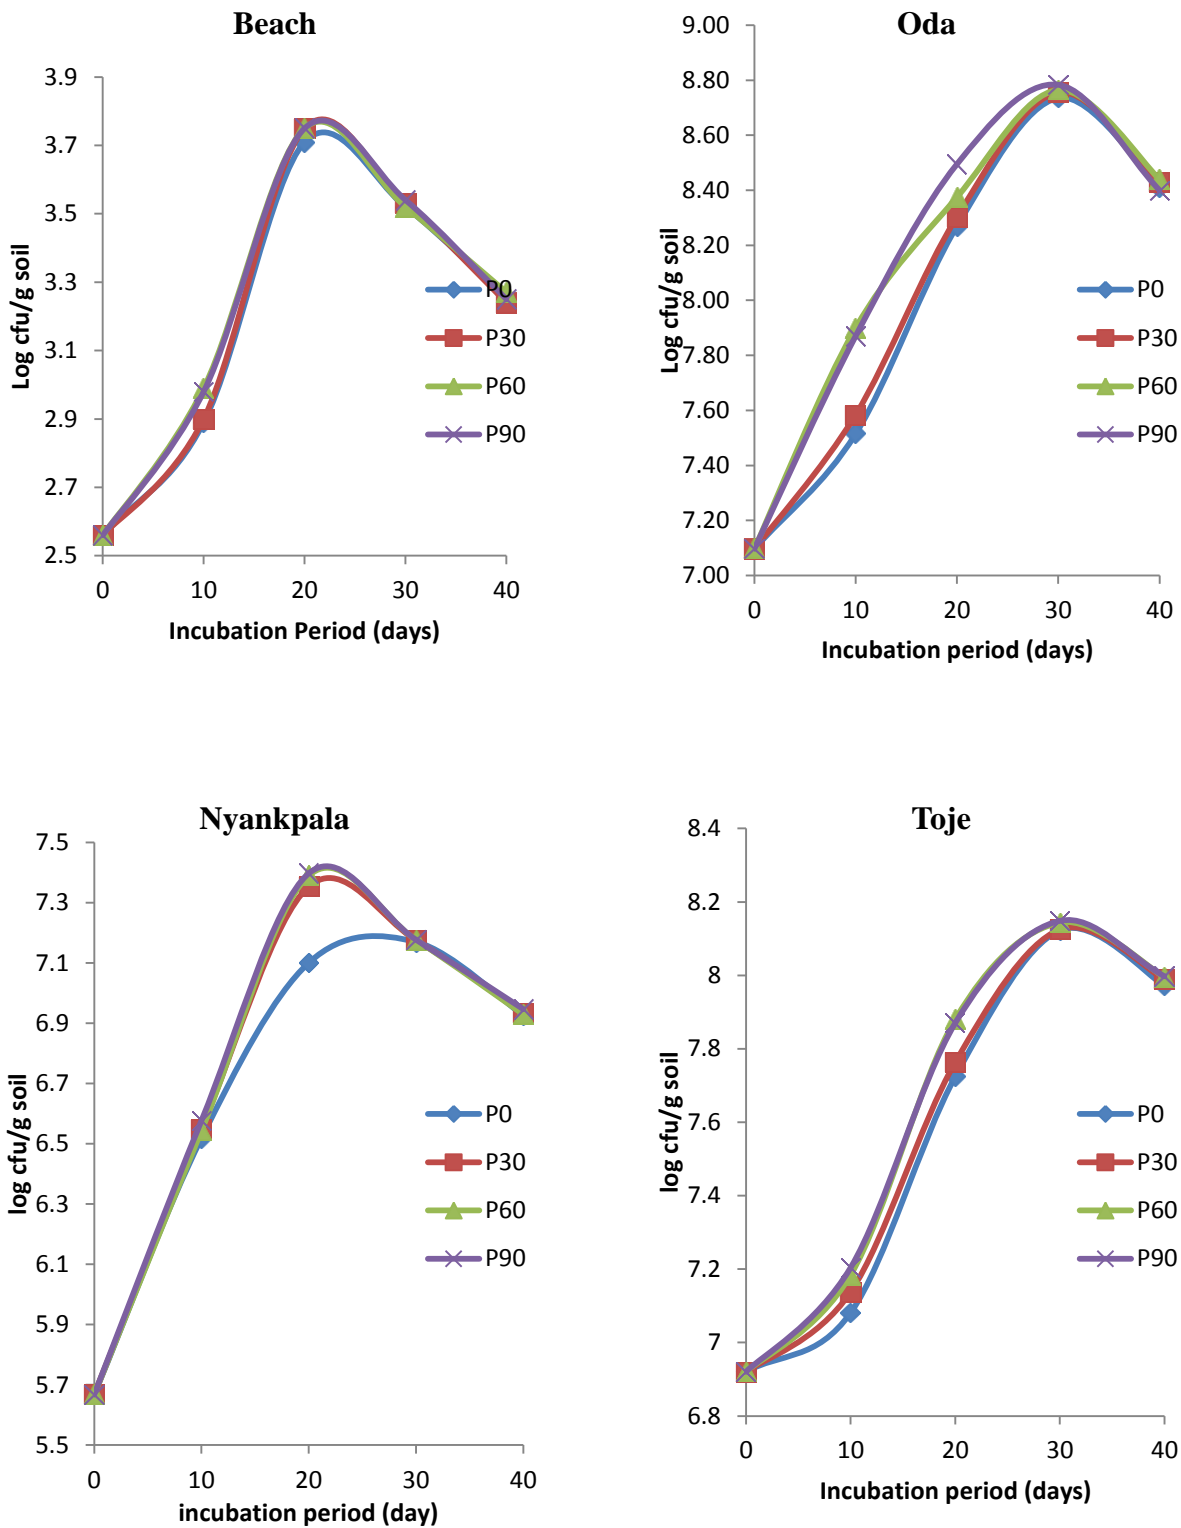 Beach
3.9
3.7
3.5
3.3
3.1
2.9
2.7
2.5
Log cfu/g soil
0 10 20 30 40
Incubation Period (days)
P0
P30
P60
P90
Oda
9.00
8.80
8.60
8.40
8.20
8.00
7.80
7.60
7.40
7.20
7.00
Log cfu/g soil
0 10 20 30 40
Incubation period (days)
P0
P30
P60
P90
Nyankpala
7.5
7.3
7.1
6.9
6.7
6.5
6.3
6.1
5.9
5.7
5.5
log cfu/g soil
0 10 20 30 40
incubation period (day)
P0
P30
P60
P90
Toje
8.4
8.2
8
7.8
7.6
7.4
7.2
7
6.8
log cfu/g soil
0 10 20 30 40
Incubation period (days)
P0
P30
P60
P90